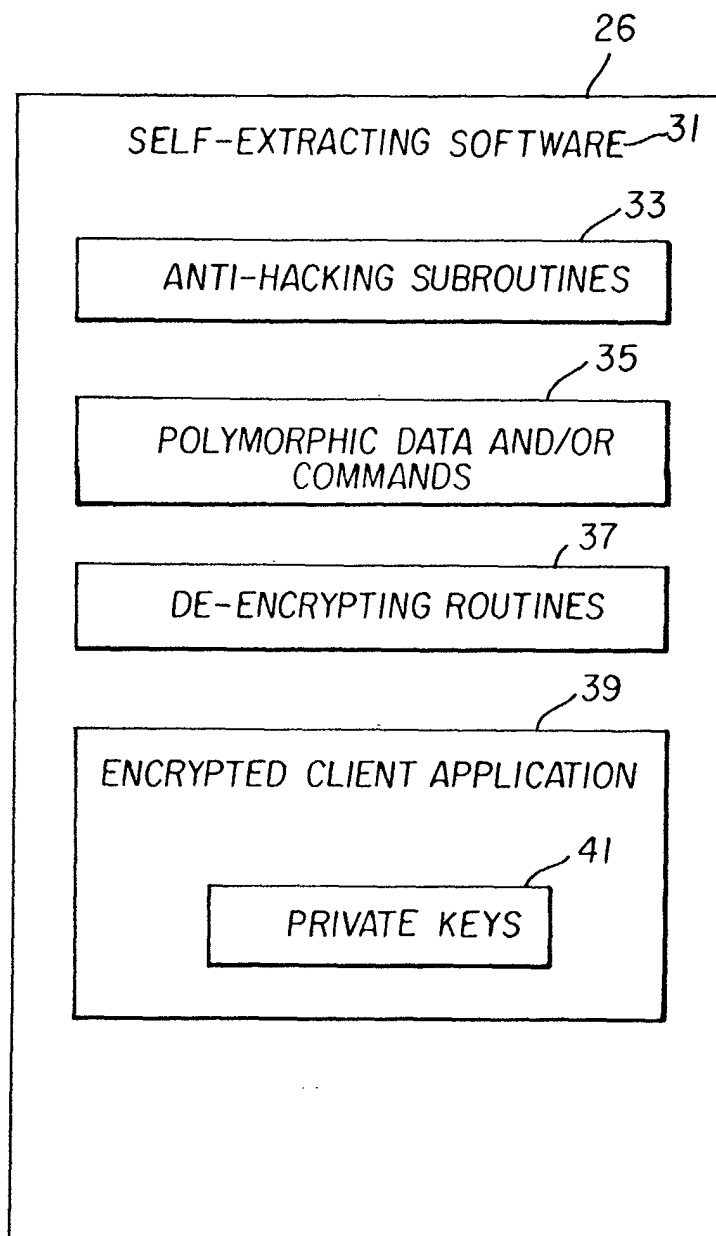 26
SELF-EXTRACTING SOFTWARE 31
33
ANTI-HACKING SUBROUTINES
35
POLYMORPHIC DATA AND/OR
COMMANDS
37
DE-ENCRYPTING ROUTINES
39
ENCRYPTED CLIENT APPLICATION
41
PRIVATE KEYS